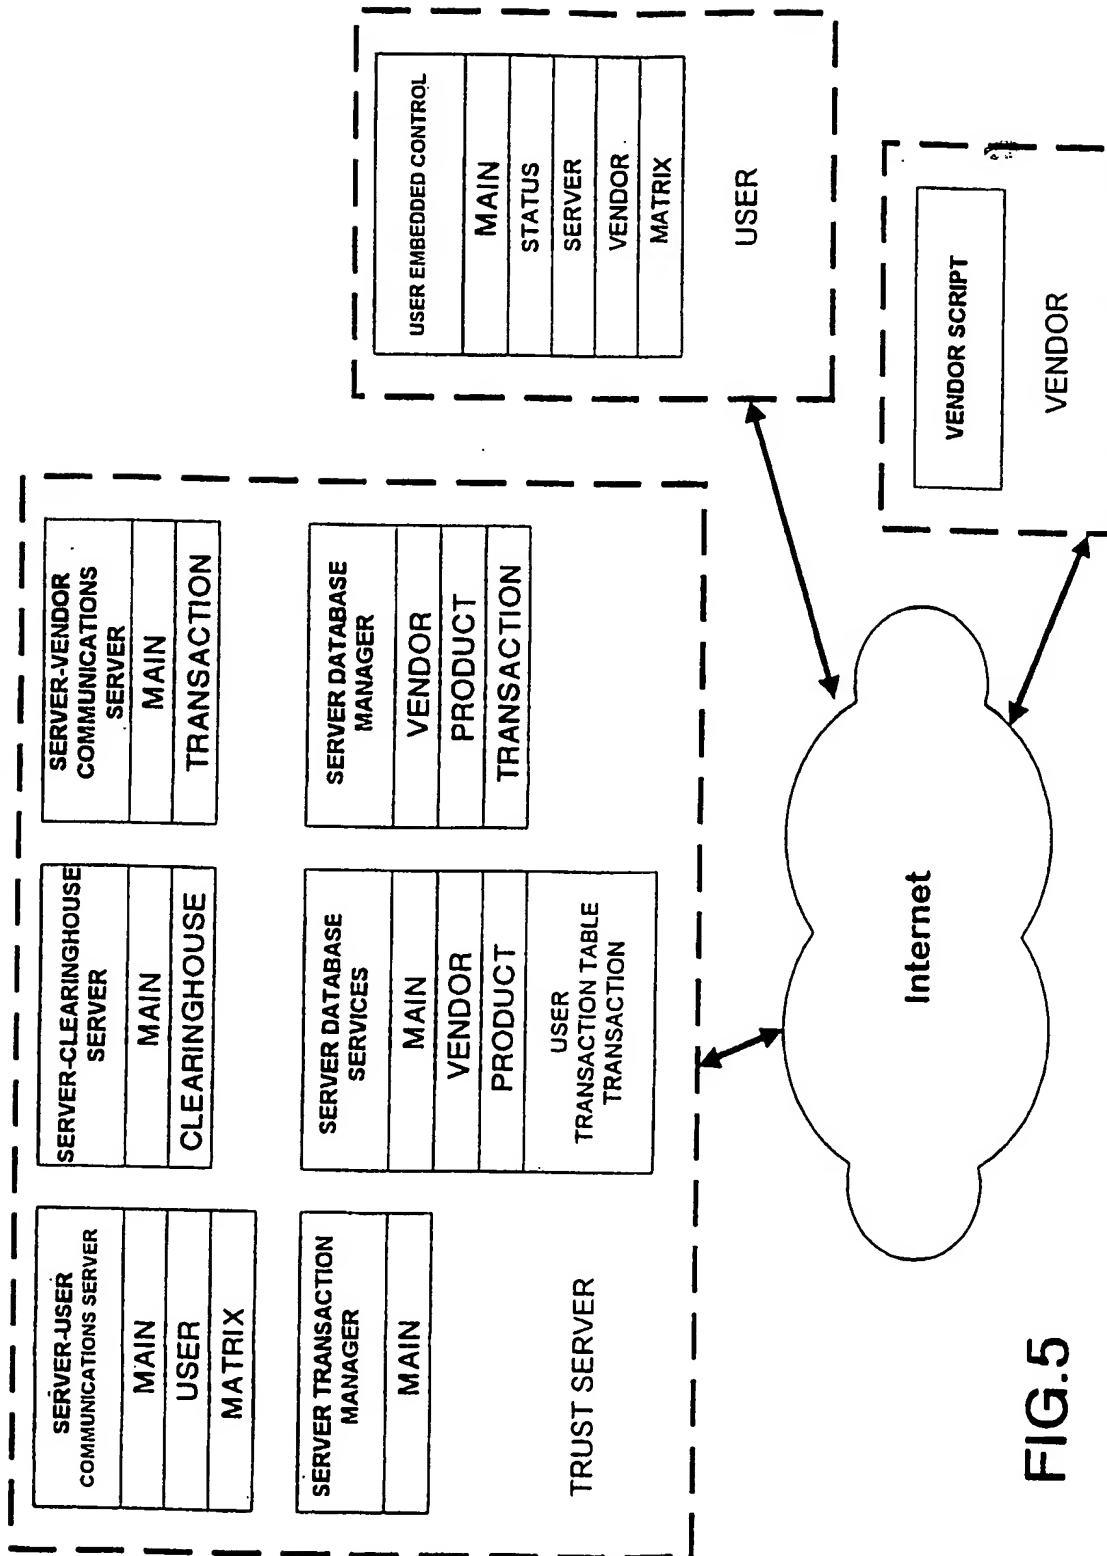 SERVER-USER
COMMUNICATIONS SERVER
MAIN
USER
MATRIX
SERVER-CLEARINGHOUSE
SERVER
MAIN
CLEARINGHOUSE
SERVER-VENDOR
COMMUNICATIONS
SERVER
MAIN
TRANSACTION
SERVER TRANSACTION
MANAGER
MAIN
SERVER DATABASE
SERVICES
MAIN
VENDOR
PRODUCT
USER
TRANSACTION TABLE
TRANSACTION
SERVER DATABASE
MANAGER
VENDOR
PRODUCT
TRANSACTION
TRUST SERVER
USER EMBEDDED CONTROL
MAIN
STATUS
SERVER
VENDOR
MATRIX
USER
Internet
VENDOR SCRIPT
VENDOR
FIG.5